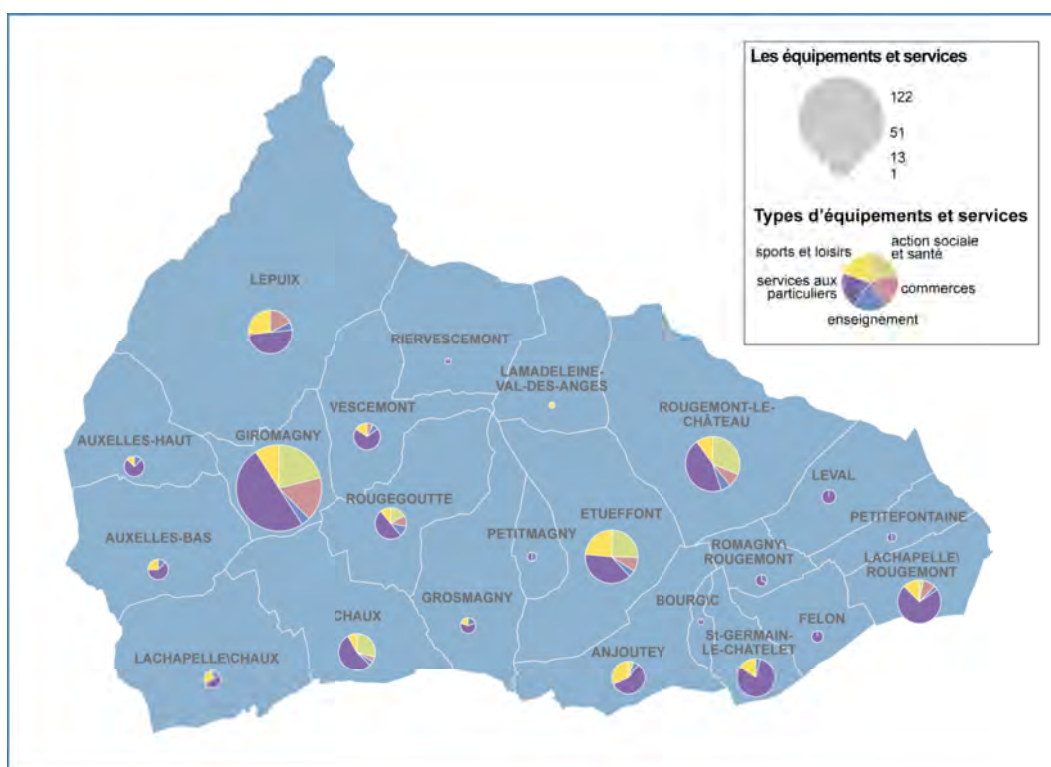 Les équipements et services
122
51
13
1
Types d'équipements et services
sports et loisirs
action sociale
et santé
services aux
particuliers
commerces
enseignement
LEPUIX
RIERVESCEMONT
LAMADELEINE-
VAL-DES-ANGES
VESCEMONT
ROUGEMONT-LE-
CHÂTEAU
AUXELLES-HAUT
GIROMAGNY
LEVAL
ROUGEGOUTTE
ETUEFFONT
PETITEFONTAINE
AUXELLES-BAS
PETITMAGNY
ROMAGNY\
ROUGEMONT
LACHAPELLE\
ROUGEMONT
GROSMAGNY
BOURG\C
CHAUX
FELON
St-GERMAIN-
LE-CHATELET
LACHAPELLE\CHAUX
ANJOUTEY